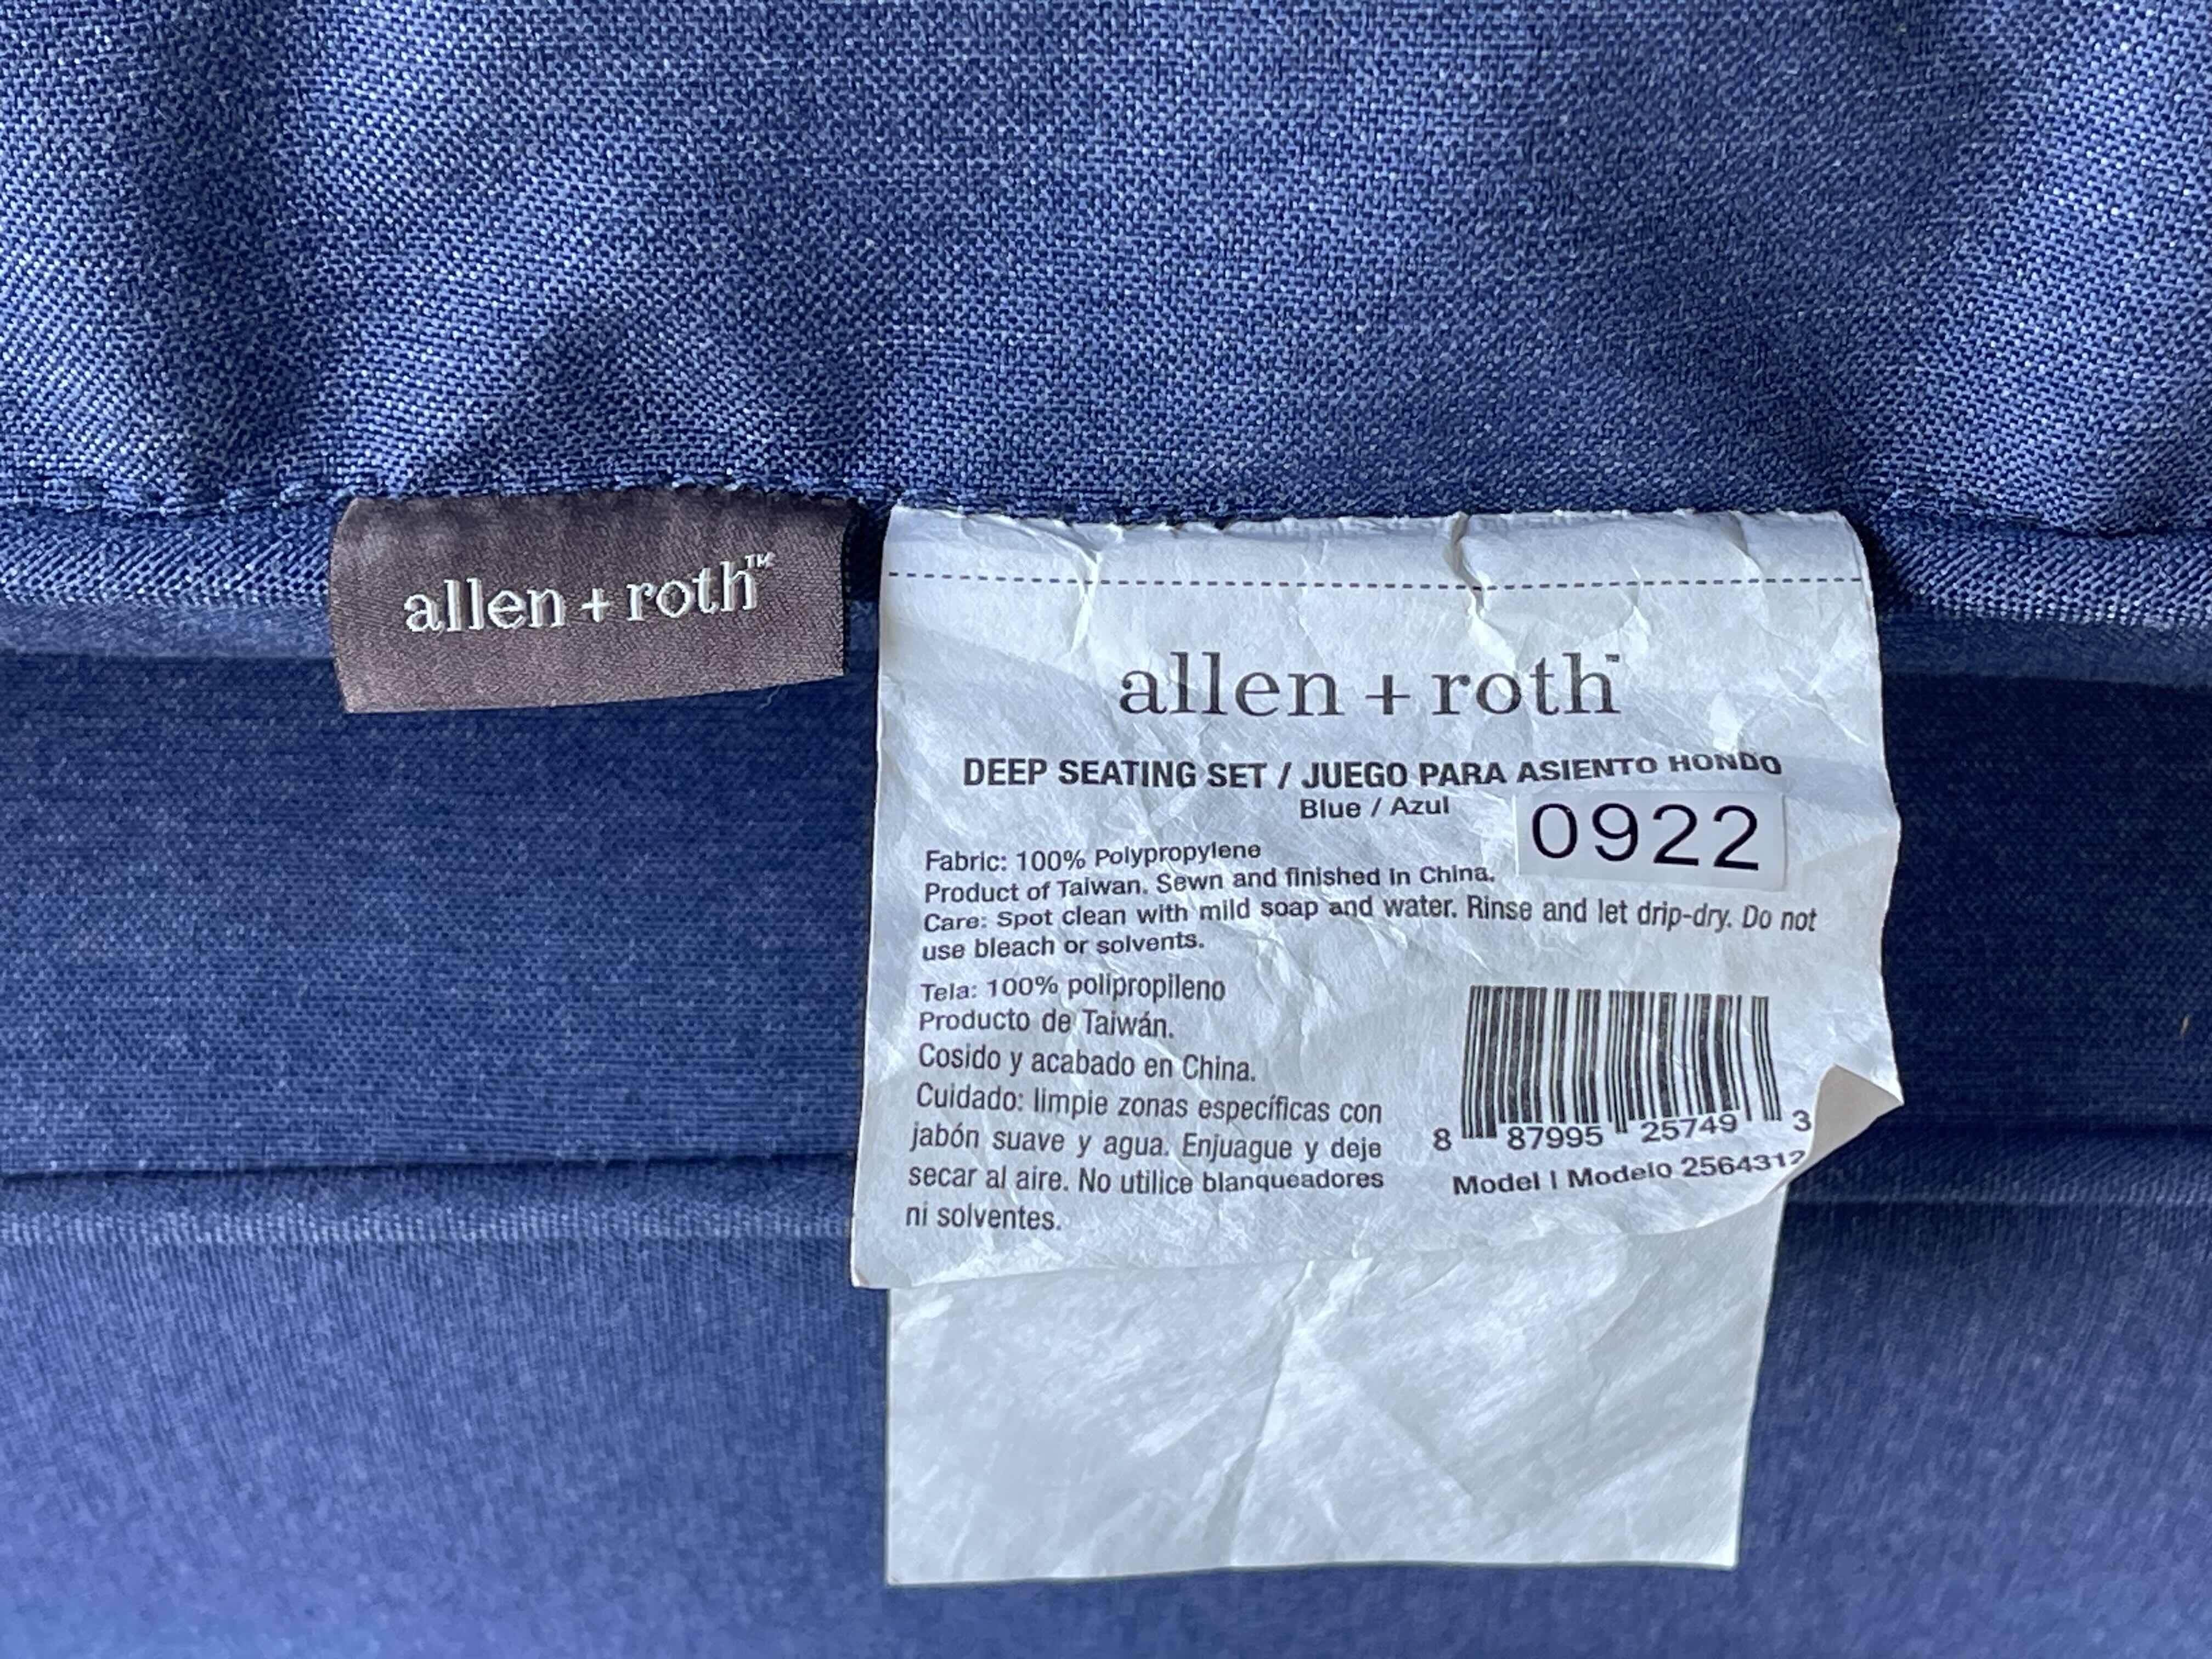 allen + roth™
allen + roth™
DEEP SEATING SET / JUEGO PARA ASIENTO HONDO
Blue / Azul
0922
Fabric: 100% Polypropylene
Product of Taiwan. Sewn and finished in China.
Care: Spot clean with mild soap and water. Rinse and let drip-dry. Do not
use bleach or solvents.
Tela: 100% polipropileno
Producto de Taiwán.
Cosido y acabado en China.
Cuidado: limpie zonas específicas con
jabón suave y agua. Enjuague y deje
secar al aire. No utilice blanqueadores
ni solventes.
8 87995 25749 3
Model | Modelo 2564312